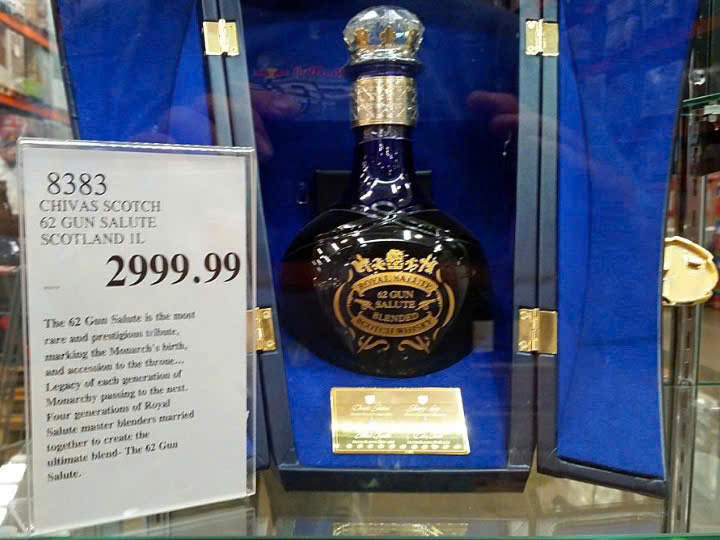 8383
CHIVAS SCOTCH
62 GUN SALUTE
SCOTLAND 1L
2999.99
The 62 Gun Salute is the most
rare and prestigious tribute,
marking the Monarch's birth,
and accession to the throne...
Legacy of each generation of
Monarchy passing to the next.
Four generations of Royal
Salute master blenders married
together to create the
ultimate blend- The 62 Gun
Salute.
ROYAL SALUTE
62 GUN
SALUTE
BLENDED
SCOTCH WHISKY